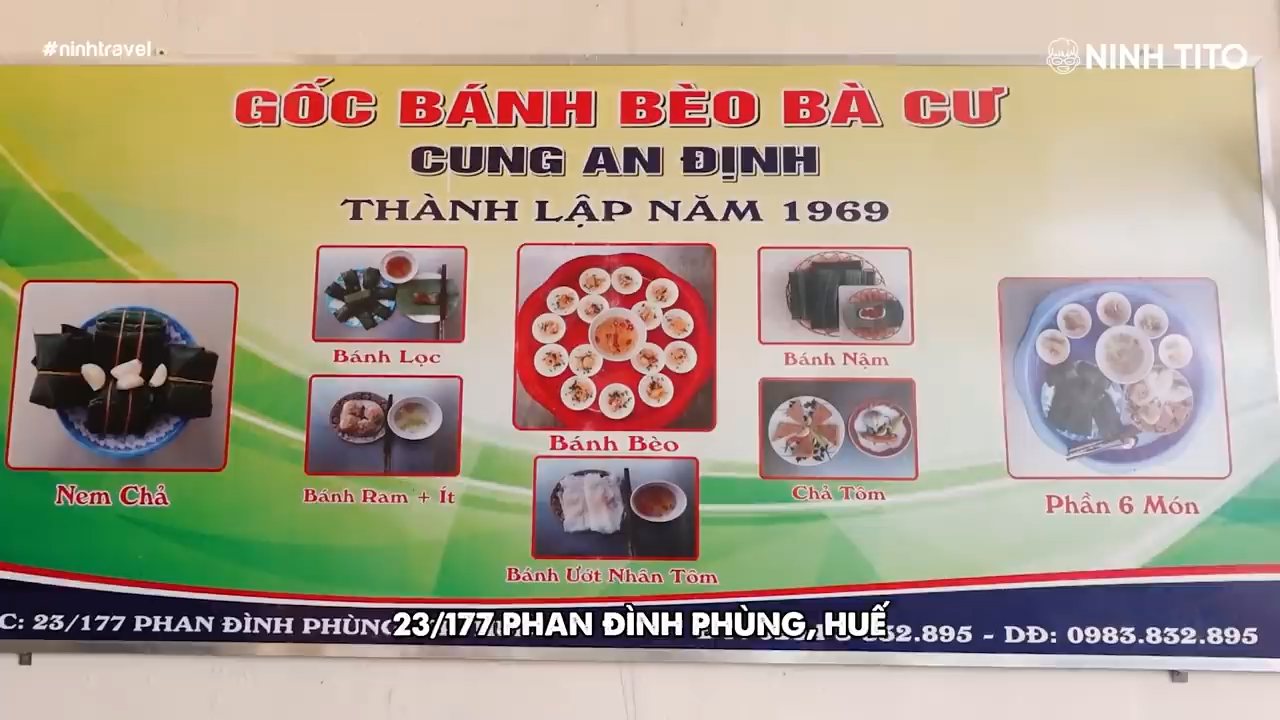 #ninhtravel
NINH TITO
GỐC BÁNH BÈO BÀ CƯ
CUNG AN ĐỊNH
THÀNH LẬP NĂM 1969
Nem Chả
Bánh Lọc
Bánh Ram + Ít
Bánh Bèo
Bánh Ướt Nhân Tôm
Bánh Nậm
Chả Tôm
Phần 6 Món
C: 23/177 PHAN ĐÌNH PHÙNG 832.895 - DĐ: 0983.832.895
23/177 PHAN ĐÌNH PHÙNG, HUẾ